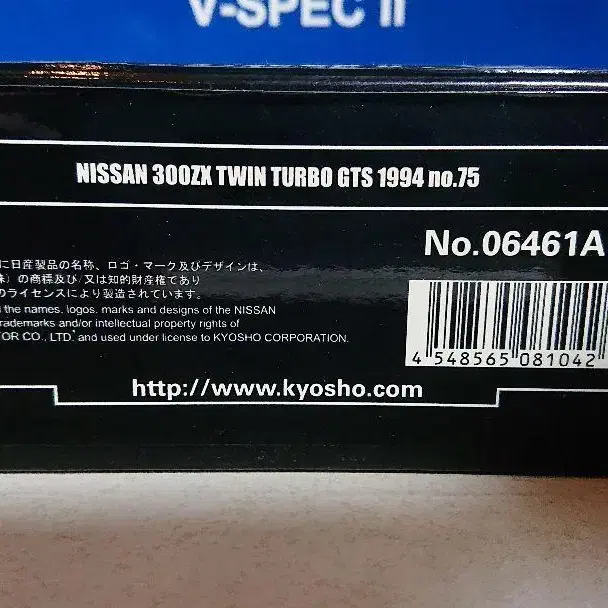 V-SPEC II
NISSAN 300ZX TWIN TURBO GTS 1994 no.75
No.06461A
に日産製品の名称、ロゴ・マーク及びデザインは、
株）の商標及び/又は知的財産権であり
のライセンスにより製造されています。
the names, logos, marks and designs of the NISSAN
trademarks and/or intellectual property rights of
TOR CO., LTD. and used under license to KYOSHO CORPORATION.
4 548565 081042
http://www.kyosho.com